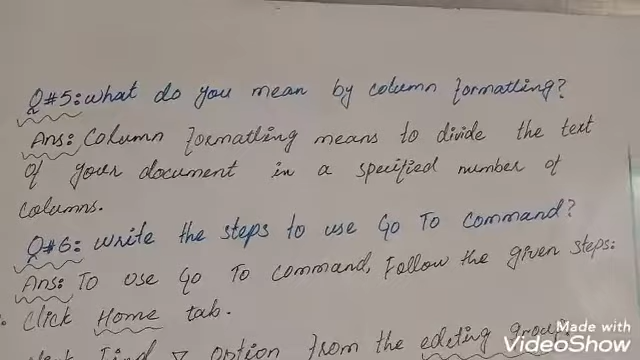 Q#5: What do you mean by column formatting?
Ans: Column formatting means to divide the text
of your document in a specified number of
columns.
Q#6: Write the steps to use Go To Command?
Ans: To use Go To command, Follow the given steps:
Click Home tab.
Find option from the editing group.
Made with
VideoShow